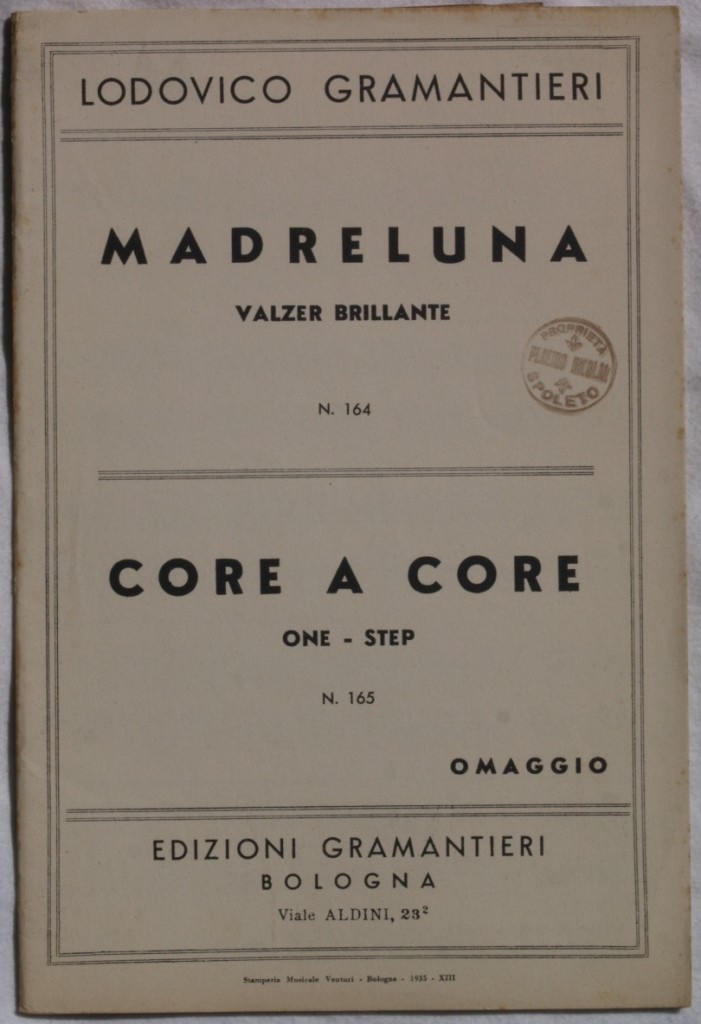 LODOVICO GRAMANTIERI
MADRELUNA
VALZER BRILLANTE
PROPRIETÀ
SPOLETO
N. 164
CORE A CORE
ONE - STEP
N. 165
OMAGGIO
EDIZIONI GRAMANTIERI
BOLOGNA
Viale ALDINI, 23²
Stamperia Musicale Venturi - Bologna - 1935 - XIII